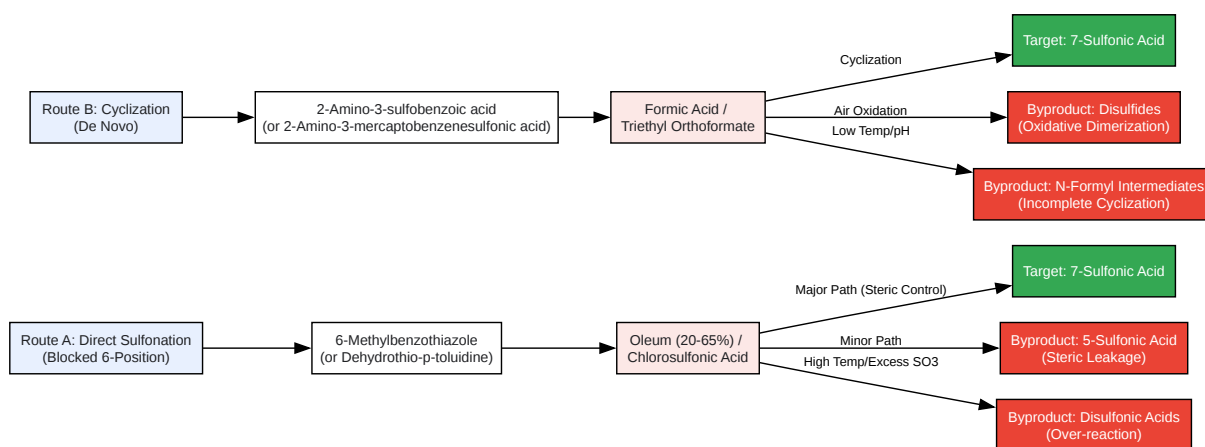 Route B: Cyclization
(De Novo)
2-Amino-3-sulfobenzoic acid
(or 2-Amino-3-mercaptobenzenesulfonic acid)
Formic Acid /
Triethyl Orthoformate
Cyclization
Air Oxidation
Low Temp/pH
Target: 7-Sulfonic Acid
Byproduct: Disulfides
(Oxidative Dimerization)
Byproduct: N-Formyl Intermediates
(Incomplete Cyclization)
Route A: Direct Sulfonation
(Blocked 6-Position)
6-Methylbenzothiazole
(or Dehydrothio-p-toluidine)
Oleum (20-65%) /
Chlorosulfonic Acid
Major Path (Steric Control)
Minor Path
High Temp/Excess SO3
Target: 7-Sulfonic Acid
Byproduct: 5-Sulfonic Acid
(Steric Leakage)
Byproduct: Disulfonic Acids
(Over-reaction)